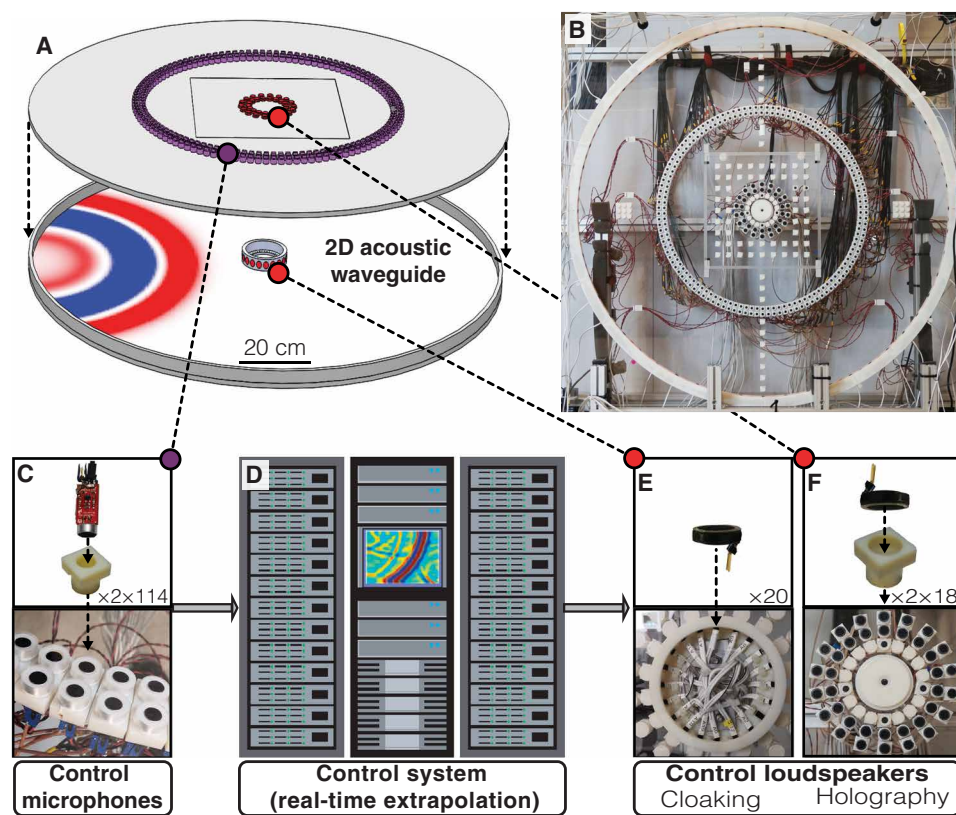 A
B
2D acoustic
waveguide
20 cm
C
×2×114
D
E
×20
F
×2×18
Control
microphones
Control system
(real-time extrapolation)
Control loudspeakers
Cloaking
Holography